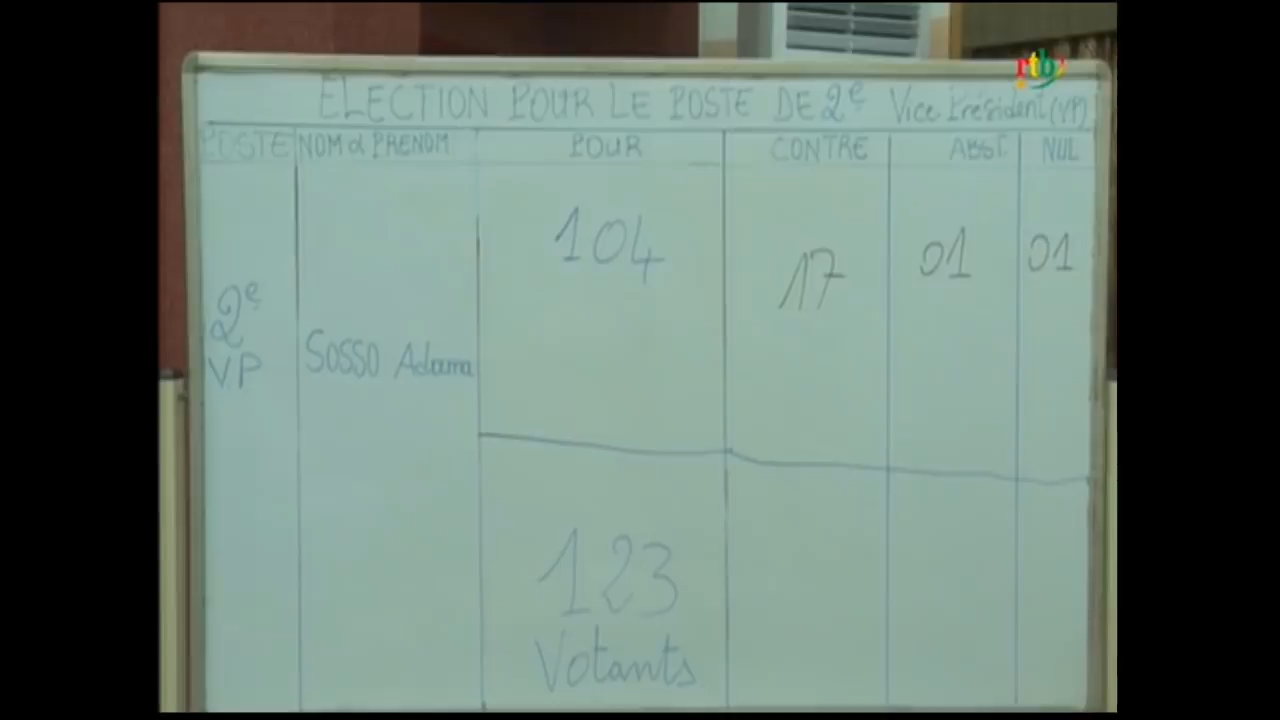 rtb
ELECTION POUR LE POSTE DE 2e Vice Président (VP)
POSTE NOM & PRENOM POUR CONTRE ABST. NUL
104 17 01 01
2e
VP
SOSSO Adama
123
Votants